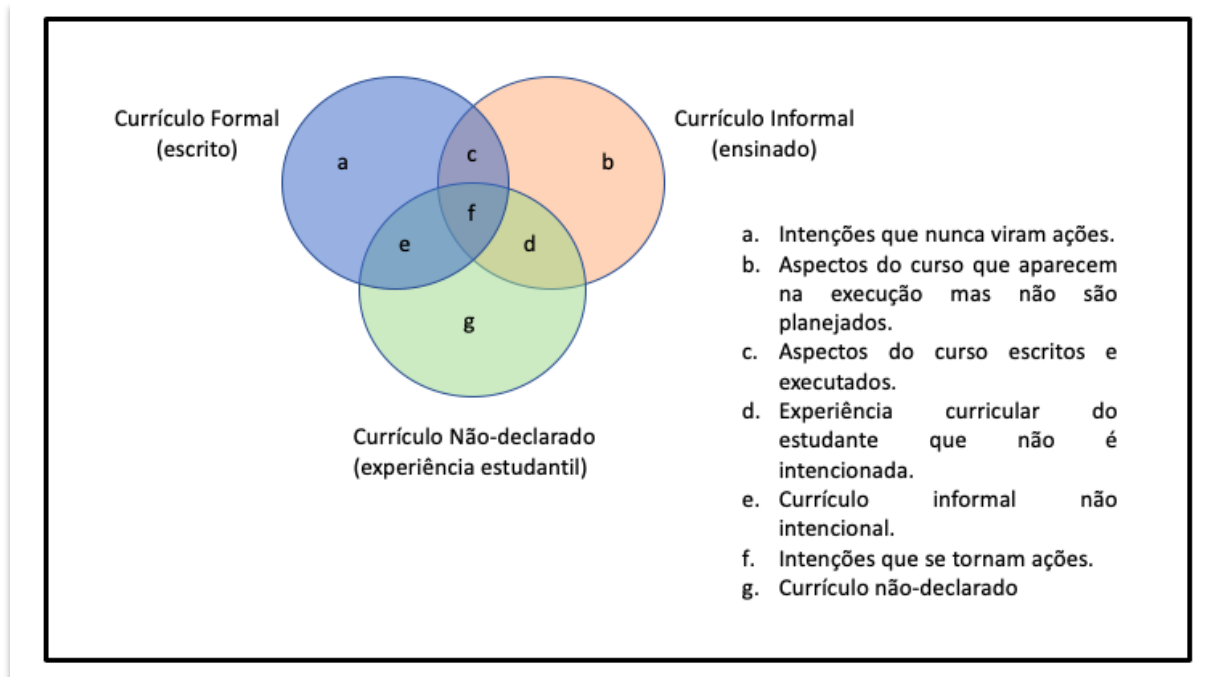 Currículo Formal
(escrito)
Currículo Informal
(ensinado)
a
c
b
f
e
d
g
Currículo Não-declarado
(experiência estudantil)
a. Intenções que nunca viram ações.
b. Aspectos do curso que aparecem
na execução mas não são
planejados.
c. Aspectos do curso escritos e
executados.
d. Experiência curricular do
estudante que não é
intencionada.
e. Currículo informal não
intencional.
f. Intenções que se tornam ações.
g. Currículo não-declarado